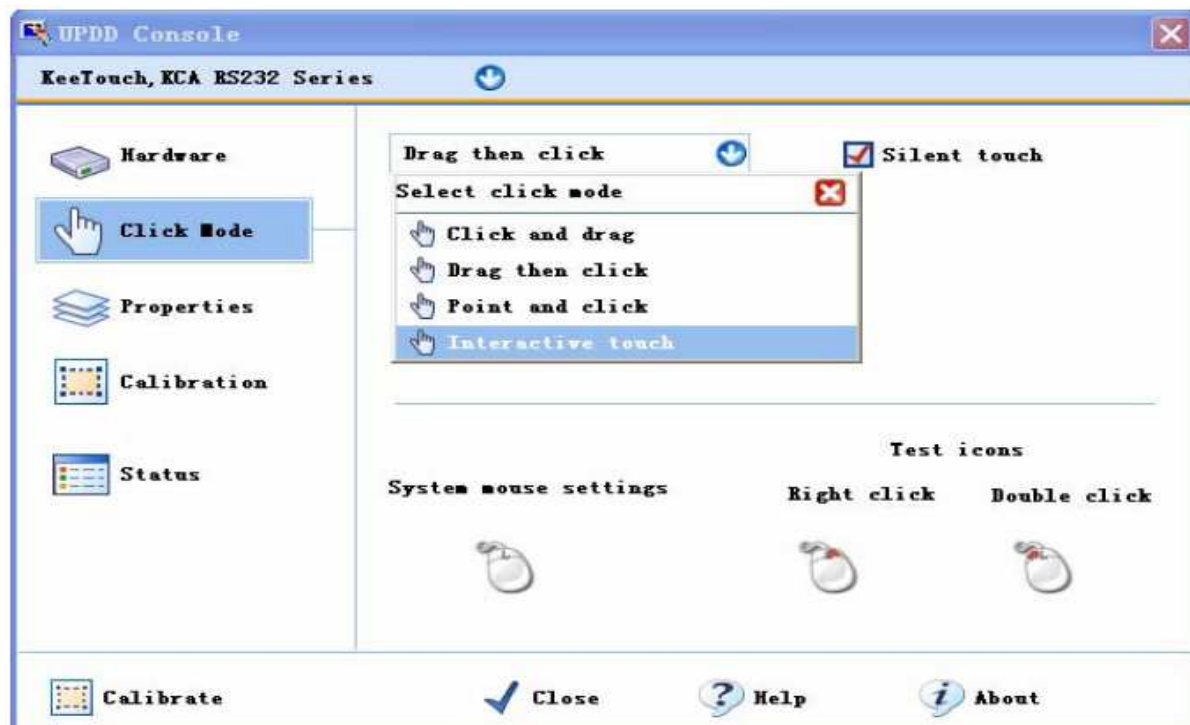 UPDD Console
KeeTouch, KCA RS232 Series
Hardware
Click Mode
Properties
Calibration
Status
Drag then click
Silent touch
Select click mode
Click and drag
Drag then click
Point and click
Interactive touch
System mouse settings
Test icons
Right click
Double click
Calibrate
Close
Help
About